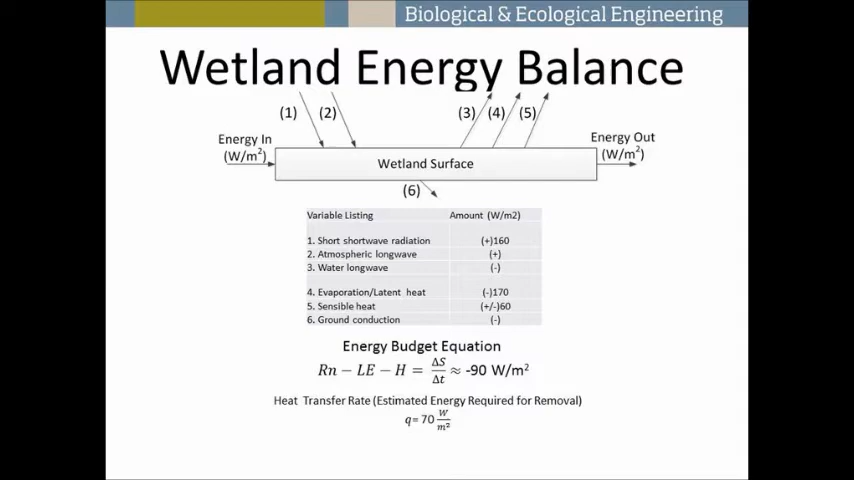 Biological & Ecological Engineering
Wetland Energy Balance
(1) (2) (3) (4) (5)
Energy In
(W/m²)
Wetland Surface
Energy Out
(W/m²)
(6)
Variable Listing Amount (W/m2)
1. Short shortwave radiation (+)160
2. Atmospheric longwave (+)
3. Water longwave (-)
4. Evaporation/Latent heat (-)170
5. Sensible heat (+/-)60
6. Ground conduction (-)
Energy Budget Equation
Rn − LE − H = ΔS/Δt ≈ -90 W/m²
Heat Transfer Rate (Estimated Energy Required for Removal)
q= 70 W/m²